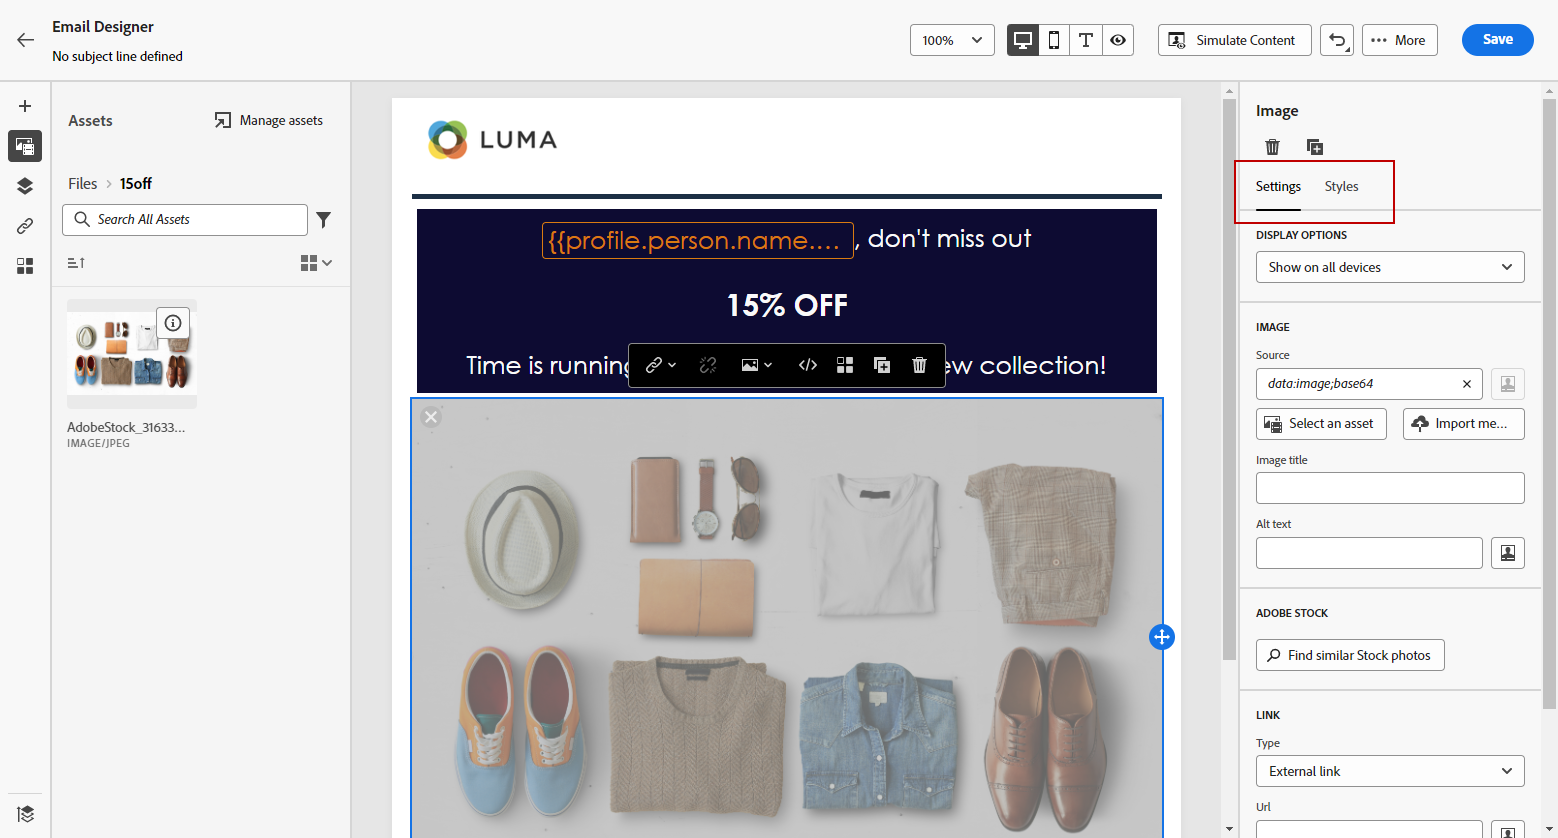 Email Designer
No subject line defined
100%
Simulate Content
More
Save
Assets
Manage assets
Files > 15off
Search All Assets
AdobeStock_31633...
IMAGE/JPEG
LUMA
{{profile.person.name.... , don't miss out
15% OFF
Time is running ew collection!
Image
Settings Styles
DISPLAY OPTIONS
Show on all devices
IMAGE
Source
data:image;base64
Select an asset
Import me...
Image title
Alt text
ADOBE STOCK
Find similar Stock photos
LINK
Type
External link
Url